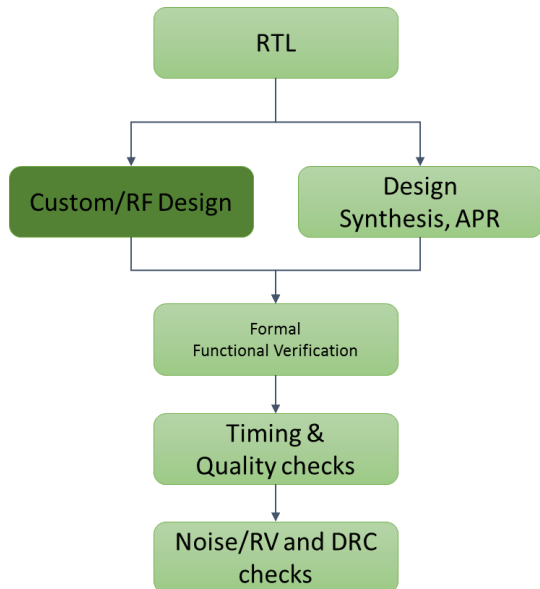 RTL
Custom/RF Design
Design
Synthesis, APR
Formal
Functional Verification
Timing &
Quality checks
Noise/RV and DRC
checks